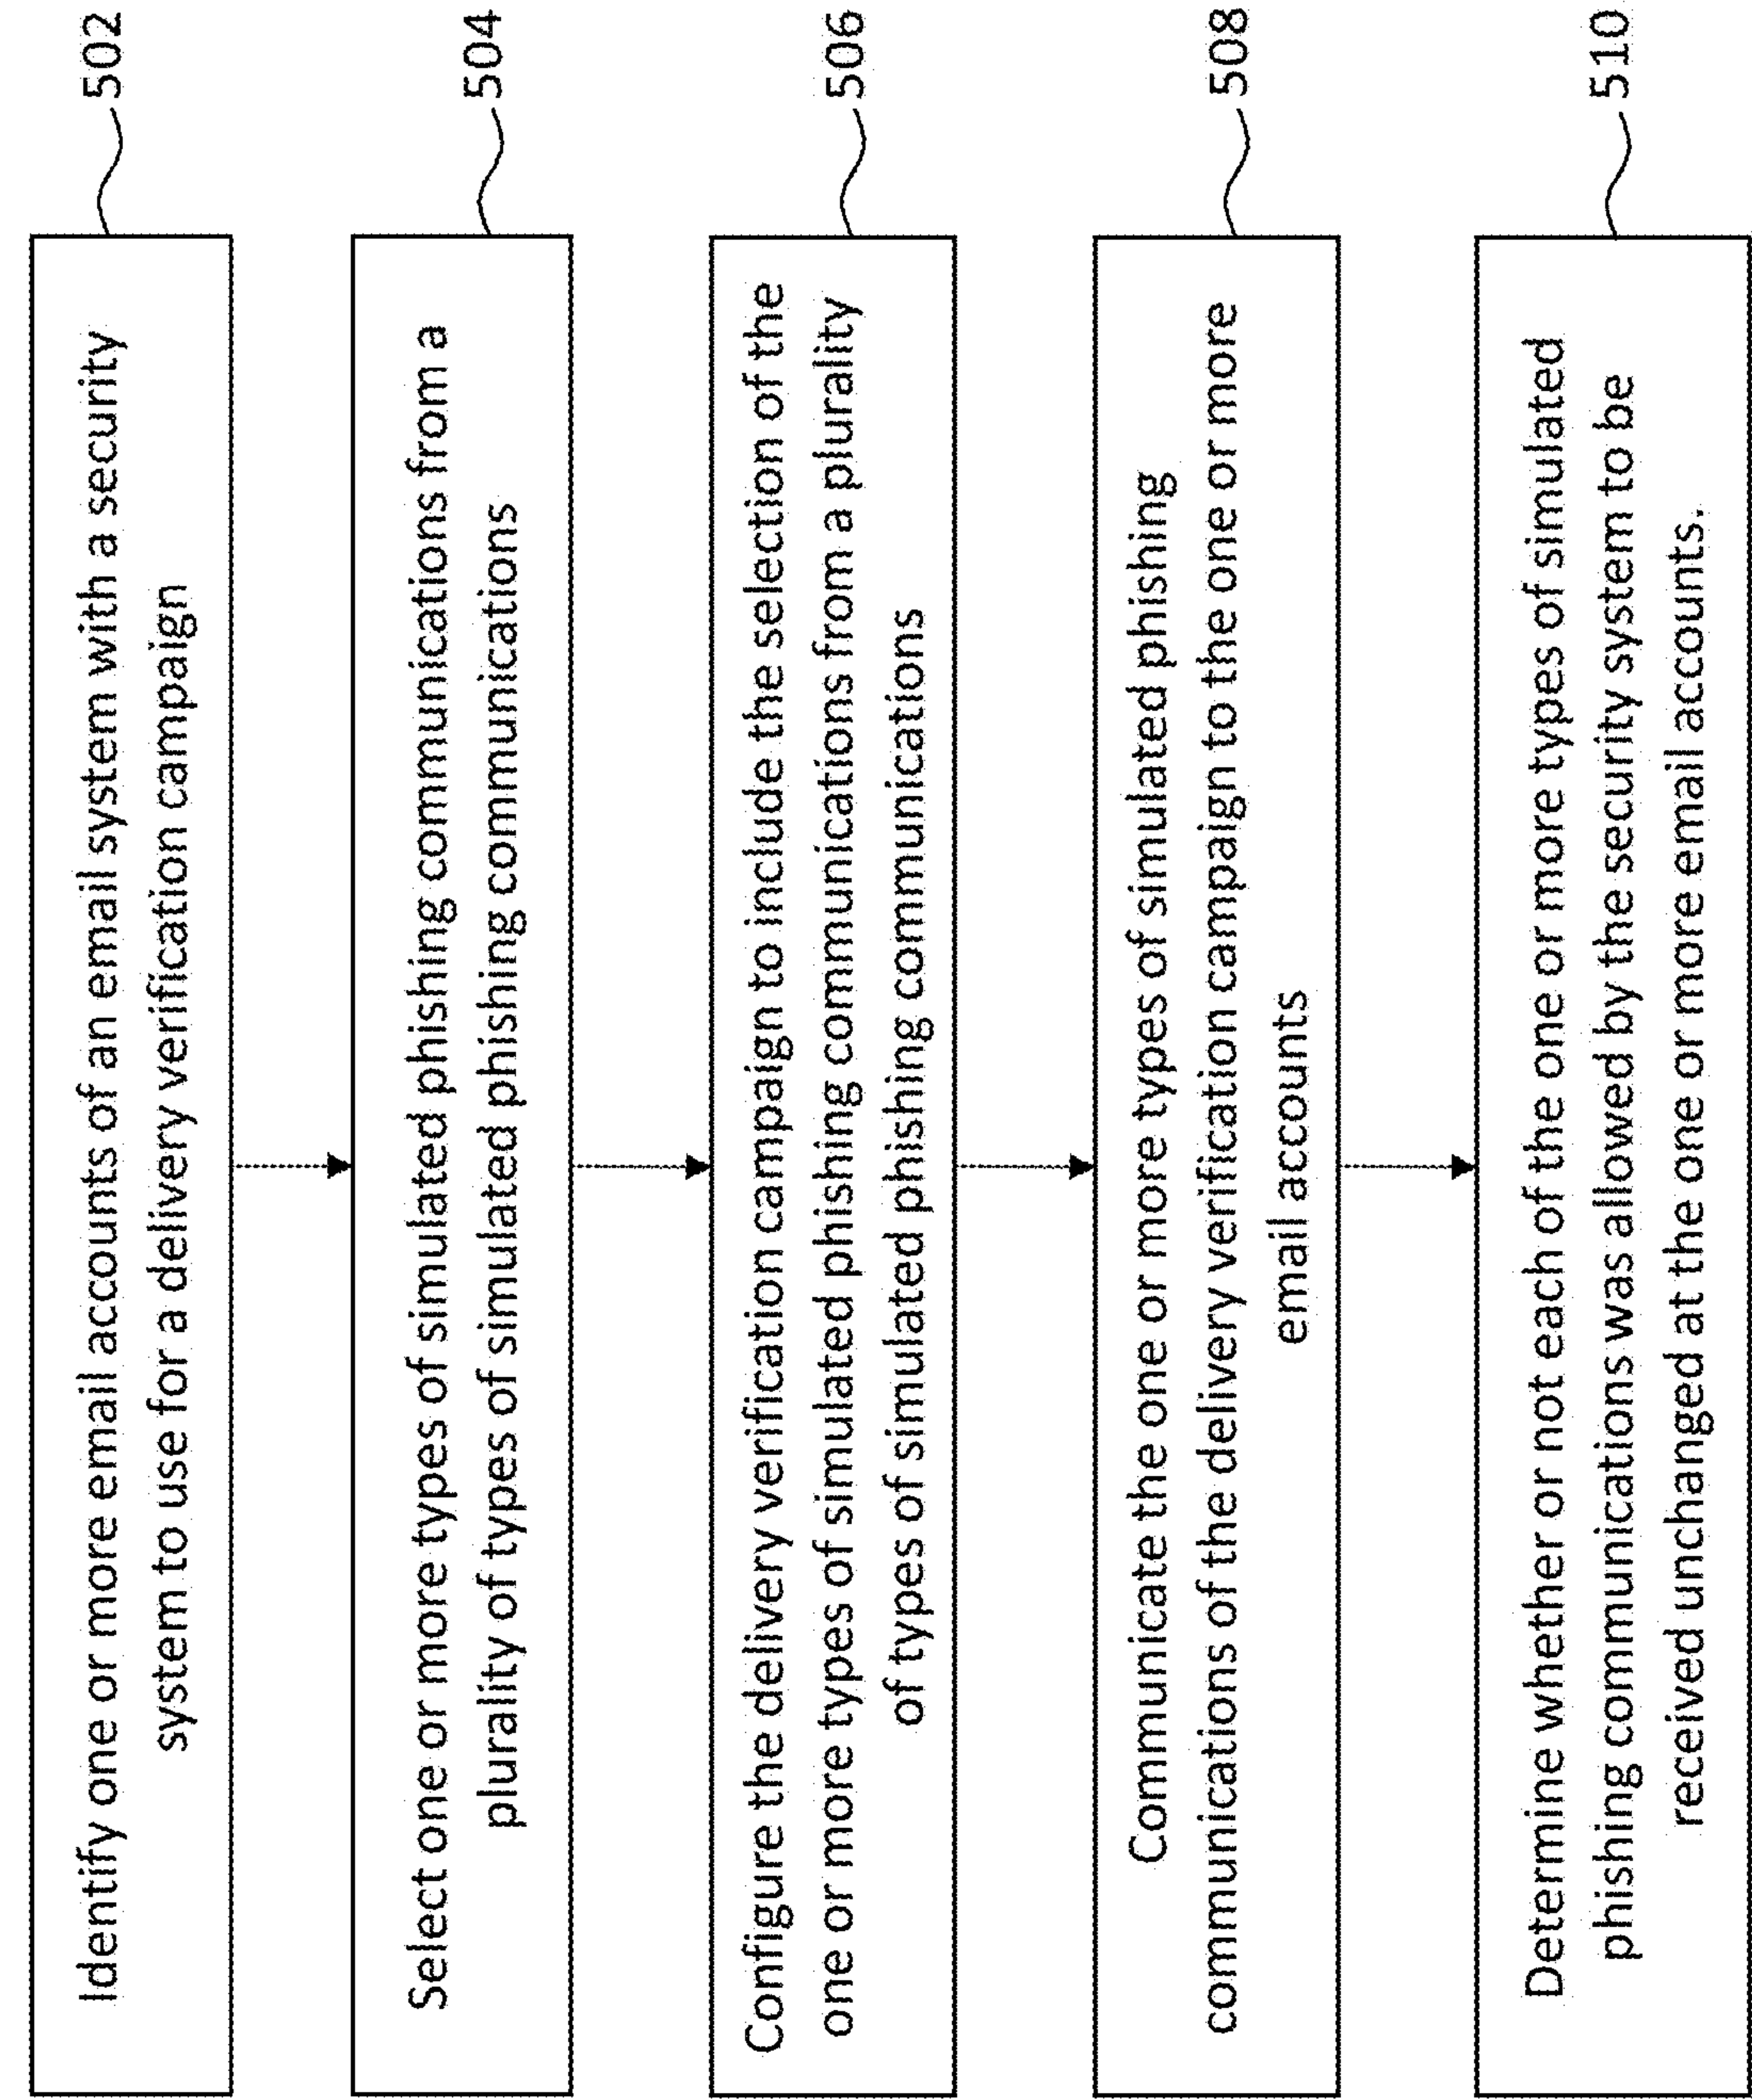 Identify one or more email accounts of an email system with a security
system to use for a delivery verification campaign
502
Select one or more types of simulated phishing communications from a
plurality of types of simulated phishing communications
504
Configure the delivery verification campaign to include the selection of the
one or more types of simulated phishing communications from a plurality
of types of simulated phishing communications
506
Communicate the one or more types of simulated phishing
communications of the delivery verification campaign to the one or more
email accounts
508
Determine whether or not each of the one or more types of simulated
phishing communications was allowed by the security system to be
received unchanged at the one or more email accounts.
510